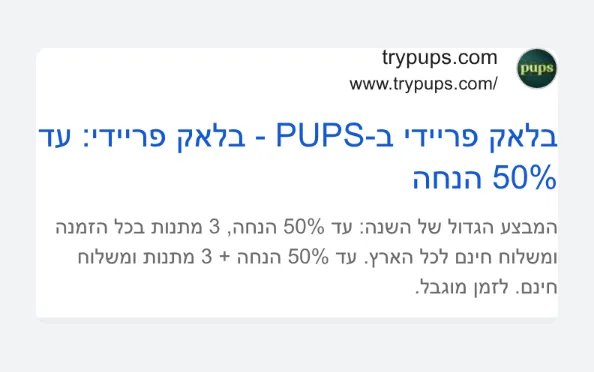 trypups.com
pups
www.trypups.com/
בלאק פריידי ב-PUPS - בלאק פריידי: עד
50% הנחה
המבצע הגדול של השנה: עד 50% הנחה, 3 מתנות בכל הזמנה
ומשלוח חינם לכל הארץ. עד 50% הנחה + 3 מתנות ומשלוח
חינם. לזמן מוגבל.